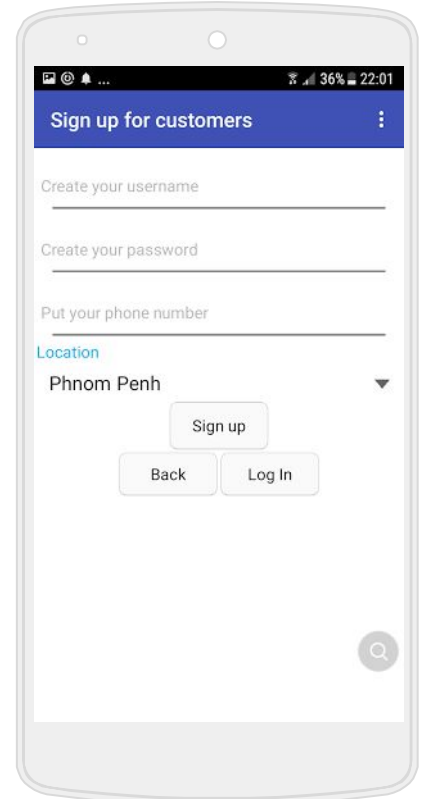 ... 36% 22:01
Sign up for customers
Create your username
Create your password
Put your phone number
Location
Phnom Penh
Sign up
Back Log In